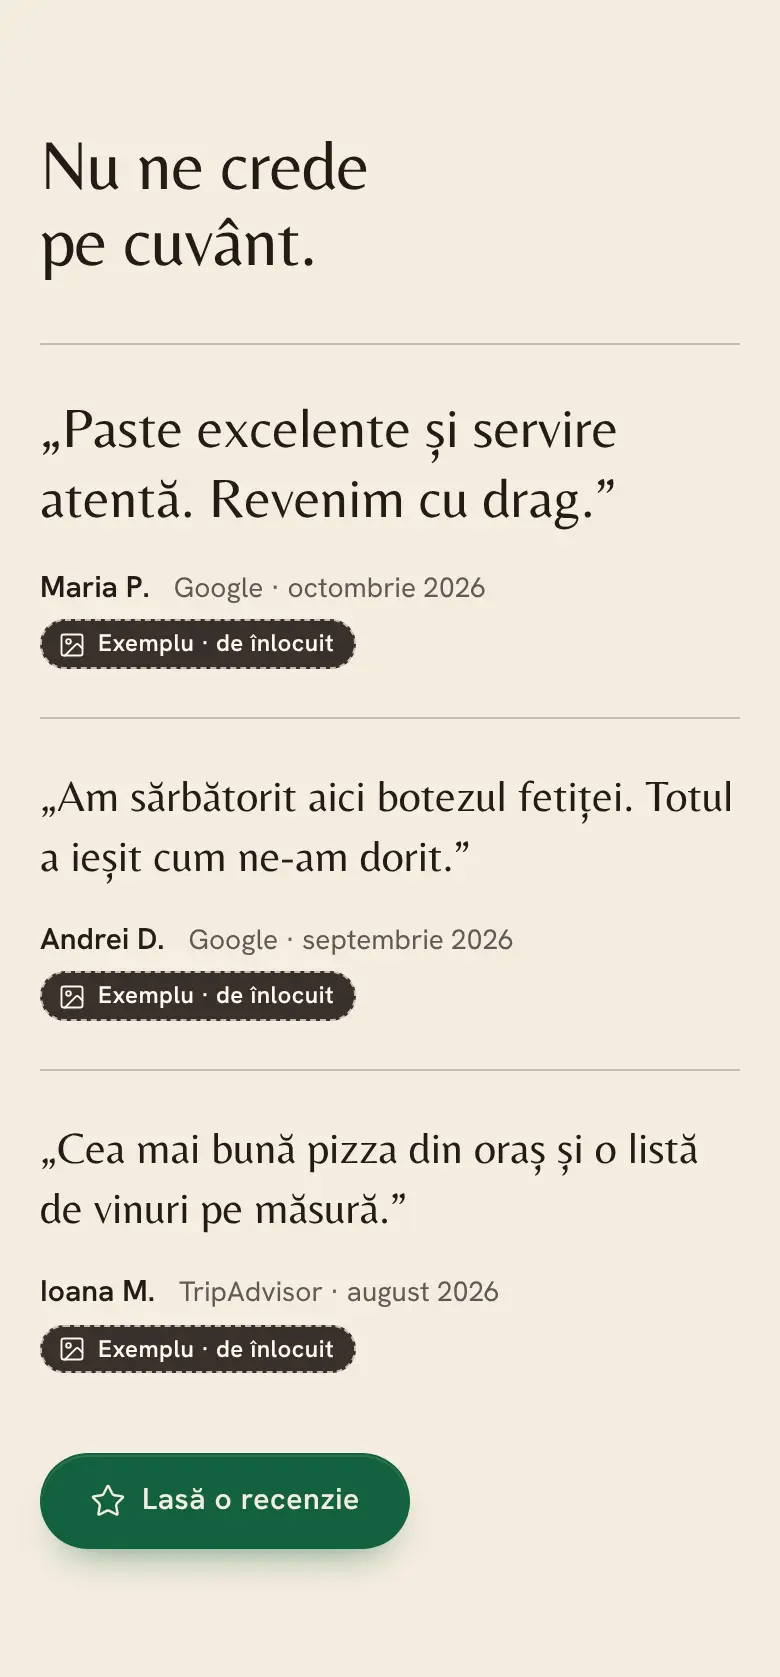 Nu ne crede
pe cuvânt.
„Paste excelente și servire
atentă. Revenim cu drag.”
Maria P. Google · octombrie 2026
Exemplu · de înlocuit
„Am sărbătorit aici botezul fetiței. Totul
a ieșit cum ne-am dorit.”
Andrei D. Google · septembrie 2026
Exemplu · de înlocuit
„Cea mai bună pizza din oraș și o listă
de vinuri pe măsură.”
Ioana M. TripAdvisor · august 2026
Exemplu · de înlocuit
Lasă o recenzie